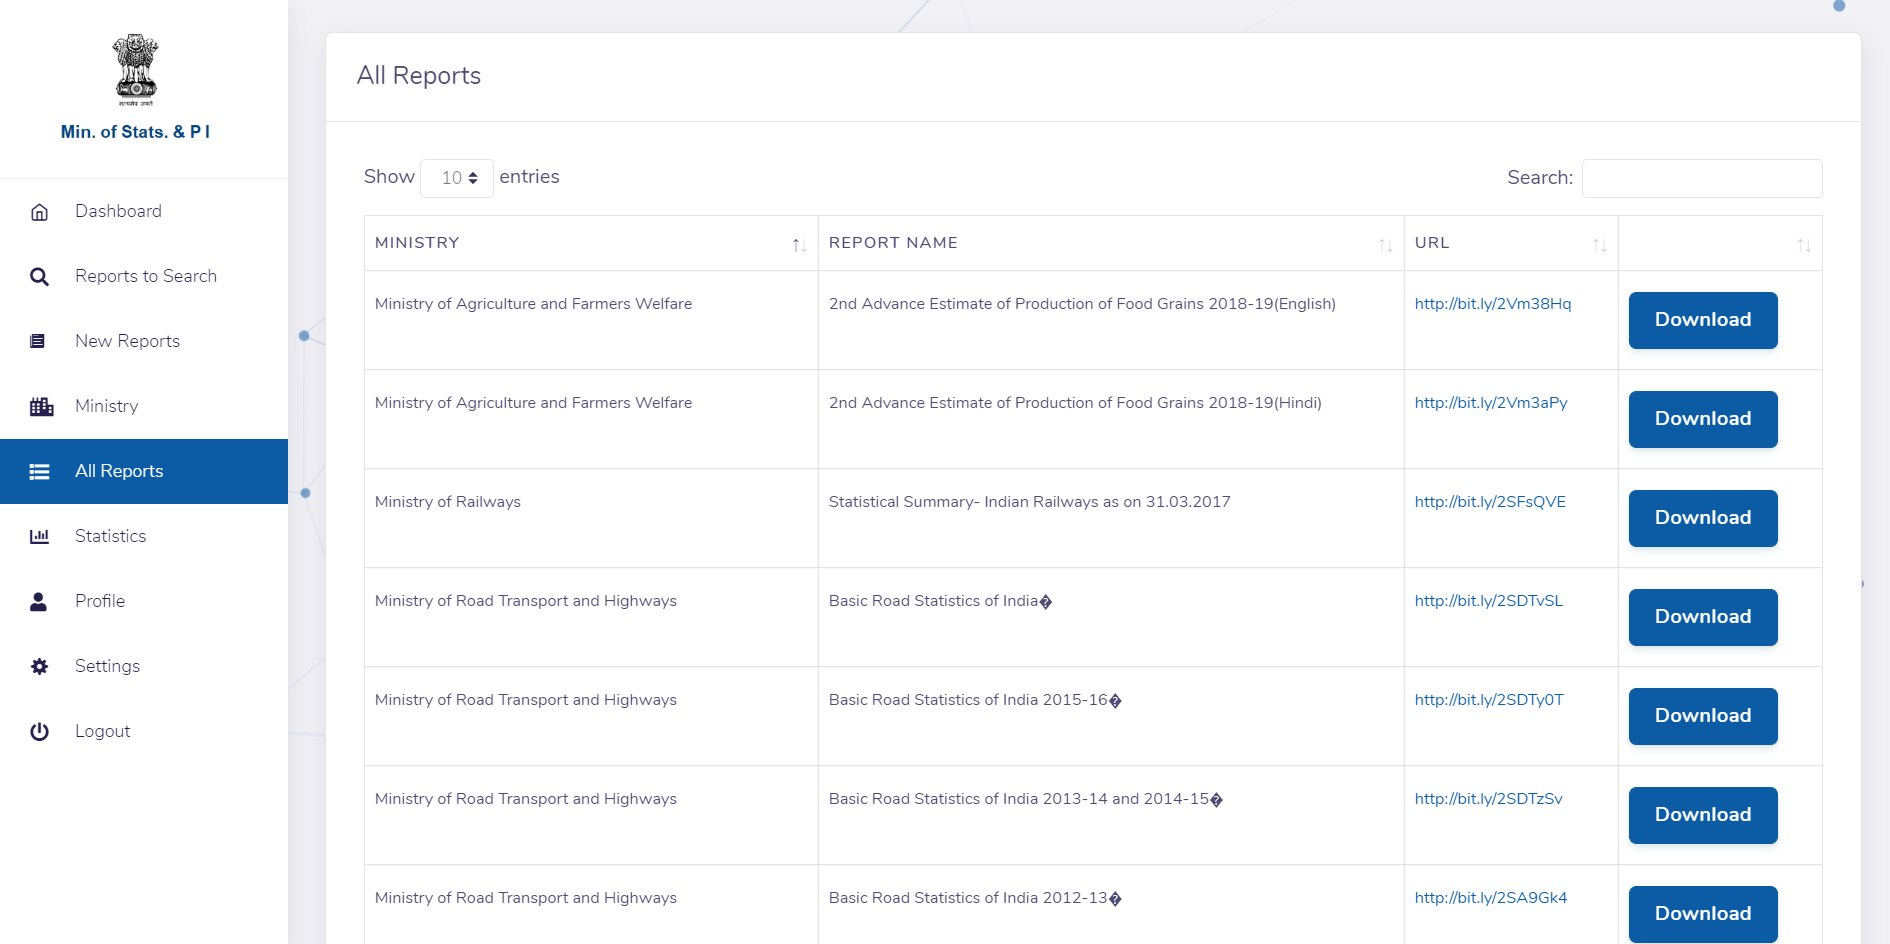 सत्यमेव जयते
Min. of Stats. & P I
Dashboard
Reports to Search
New Reports
Ministry
All Reports
Statistics
Profile
Settings
Logout
All Reports
Show 10 entries
Search:
MINISTRY REPORT NAME URL
Ministry of Agriculture and Farmers Welfare 2nd Advance Estimate of Production of Food Grains 2018-19(English) http://bit.ly/2Vm38Hq Download
Ministry of Agriculture and Farmers Welfare 2nd Advance Estimate of Production of Food Grains 2018-19(Hindi) http://bit.ly/2Vm3aPy Download
Ministry of Railways Statistical Summary- Indian Railways as on 31.03.2017 http://bit.ly/2SFsQVE Download
Ministry of Road Transport and Highways Basic Road Statistics of India� http://bit.ly/2SDTvSL Download
Ministry of Road Transport and Highways Basic Road Statistics of India 2015-16� http://bit.ly/2SDTy0T Download
Ministry of Road Transport and Highways Basic Road Statistics of India 2013-14 and 2014-15� http://bit.ly/2SDTzSv Download
Ministry of Road Transport and Highways Basic Road Statistics of India 2012-13� http://bit.ly/2SA9Gk4 Download